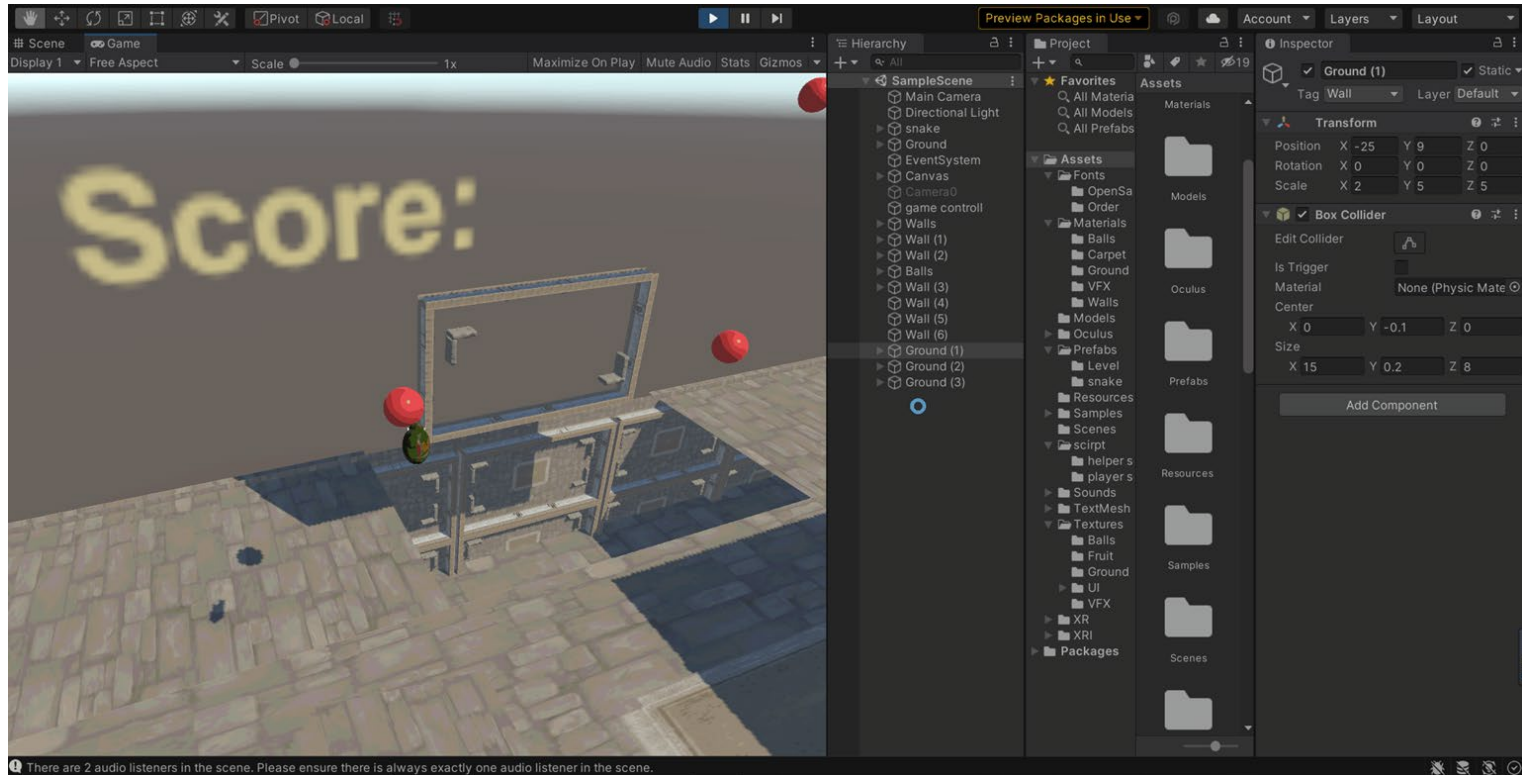 Pivot Local Preview Packages in Use Account Layers Layout
Scene Game
Display 1 Free Aspect Scale 1x Maximize On Play Mute Audio Stats Gizmos
Score:
Hierarchy
All
SampleScene
Main Camera
Directional Light
snake
Ground
EventSystem
Canvas
Camera0
game controll
Walls
Wall (1)
Wall (2)
Balls
Wall (3)
Wall (4)
Wall (5)
Wall (6)
Ground (1)
Ground (2)
Ground (3)
Project
19
Favorites
All Materia
All Models
All Prefabs
Assets
Fonts
OpenSa
Order
Materials
Balls
Carpet
Ground
VFX
Walls
Models
Oculus
Prefabs
Level
snake
Resources
Samples
Scenes
scirpt
helper s
player s
Sounds
TextMesh
Textures
Balls
Fruit
Ground
UI
VFX
XR
XRI
Packages
Assets
Materials
Models
Oculus
Prefabs
Resources
Samples
Scenes
Inspector
Ground (1) Static
Tag Wall Layer Default
Transform
Position X -25 Y 9 Z 0
Rotation X 0 Y 0 Z 0
Scale X 2 Y 5 Z 5
Box Collider
Edit Collider
Is Trigger
Material None (Physic Mate
Center
X 0 Y -0.1 Z 0
Size
X 15 Y 0.2 Z 8
Add Component
There are 2 audio listeners in the scene. Please ensure there is always exactly one audio listener in the scene.